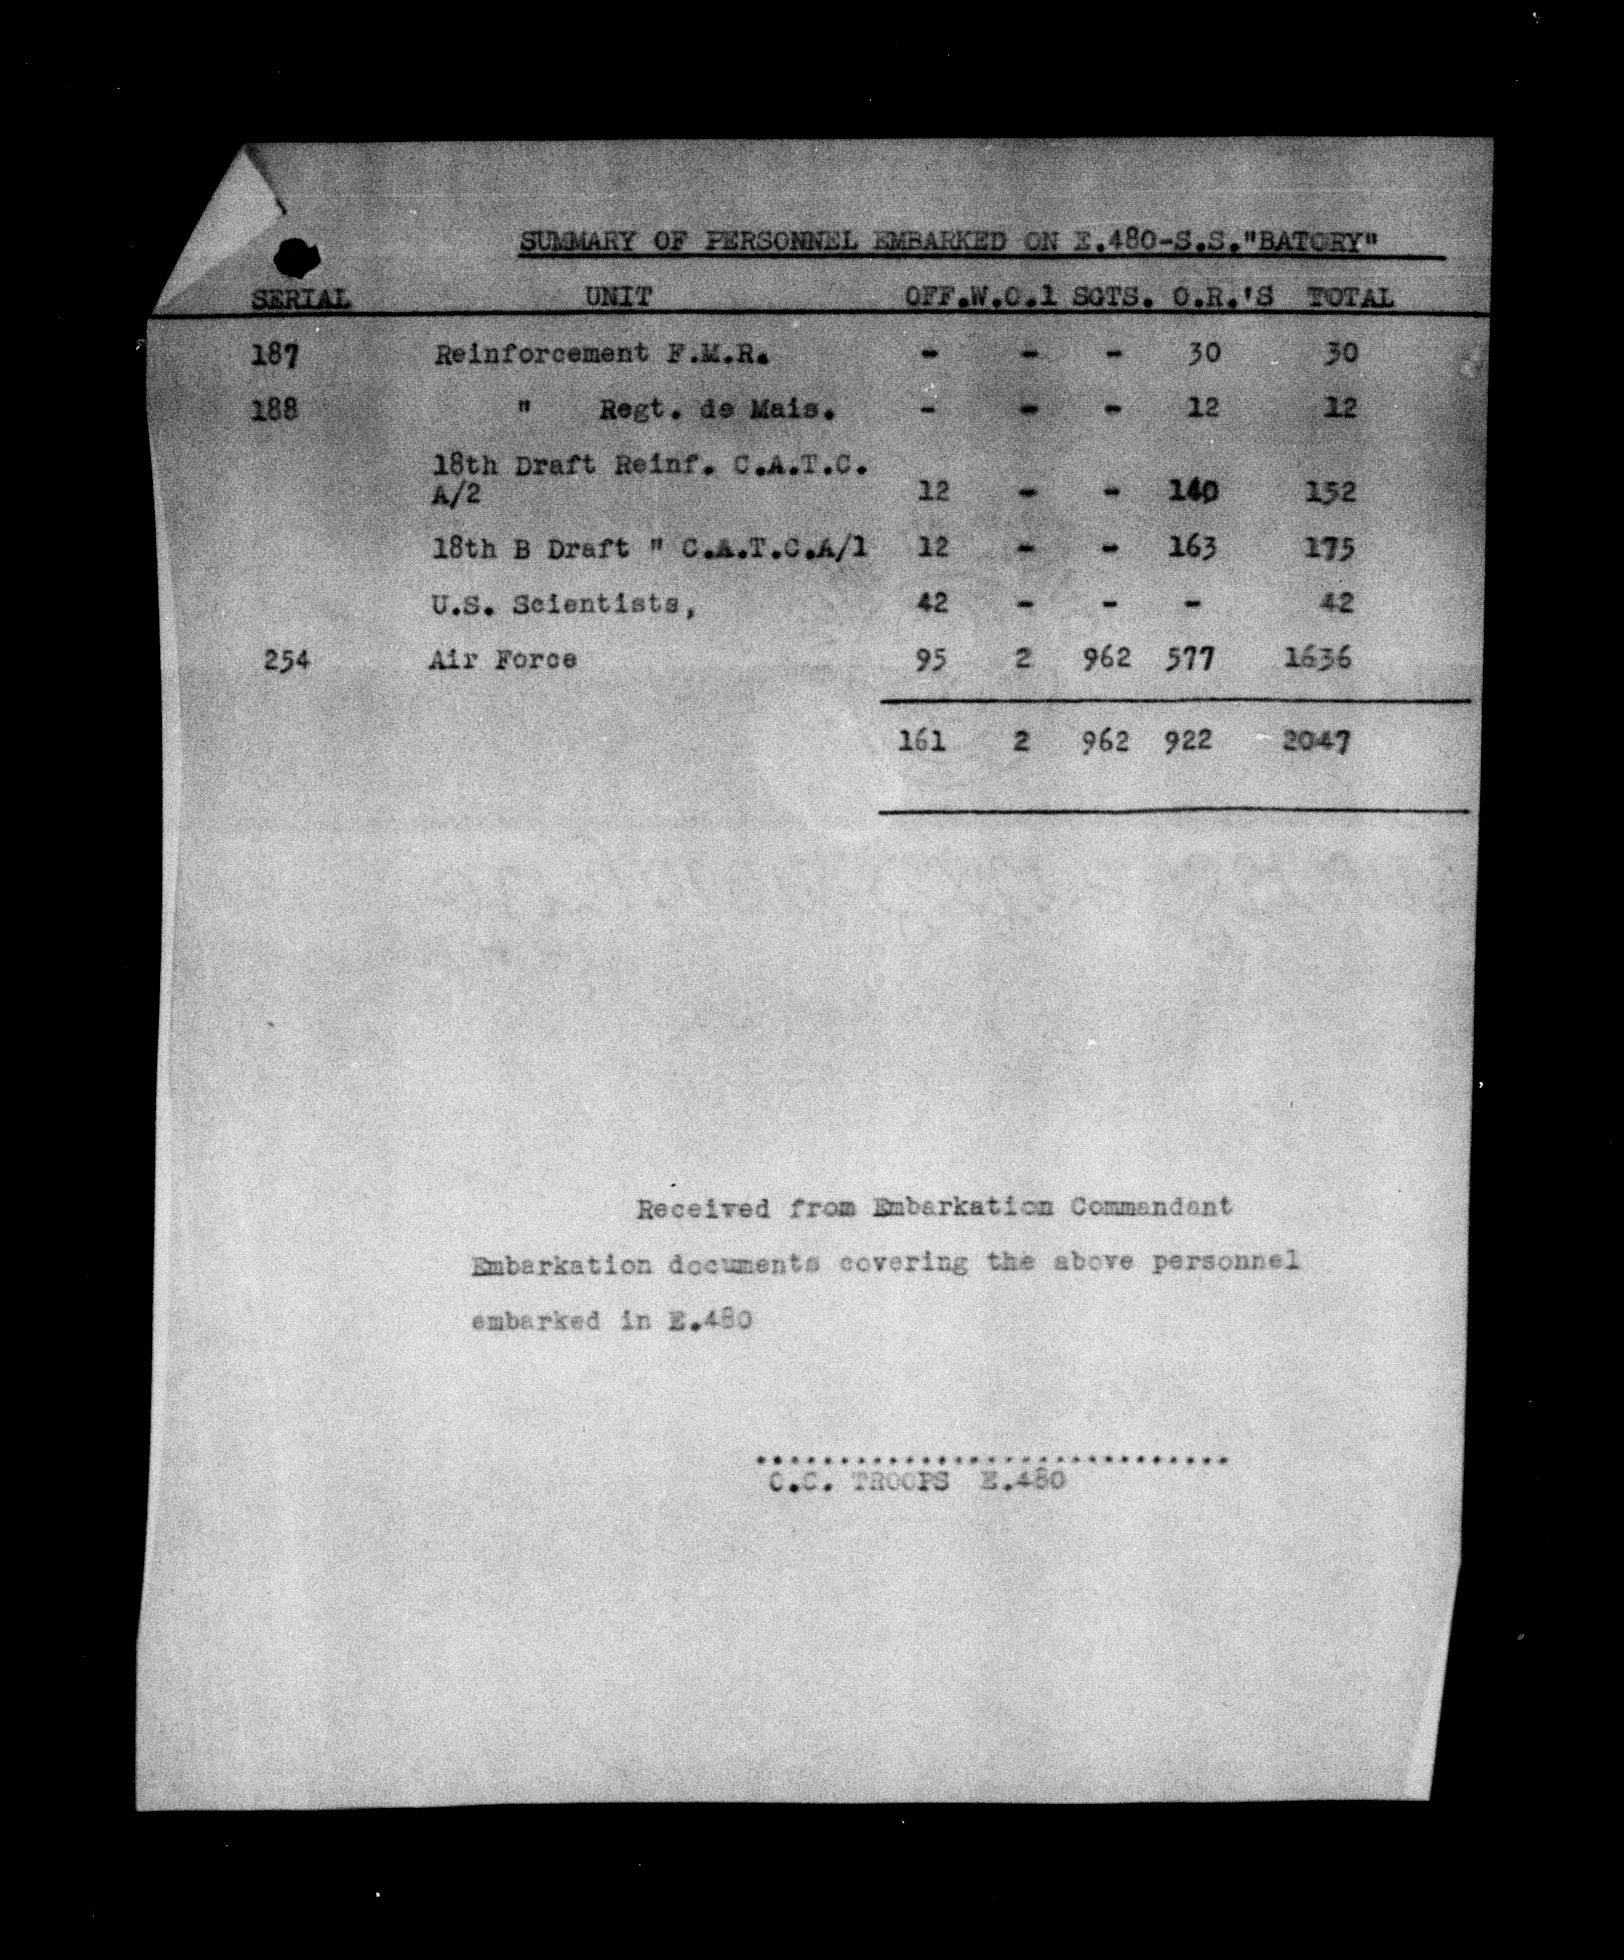 SUMMARY OF PERSONNEL EMBARKED ON E.480-S.S."BATORY"
SERIAL UNIT OFF.W.O.1 SGTS. O.R.'S TOTAL
187 Reinforcement F.M.R. - - - 30 30
188 " Regt. de Mais. - - - 12 12
18th Draft Reinf. C.A.T.C.
A/2 12 - - 140 152
18th B Draft " C.A.T.C.A/1 12 - - 163 175
U.S. Scientists, 42 - - - 42
254 Air Force 95 2 962 577 1636
161 2 962 922 2047
Received from Embarkation Commandant
Embarkation documents covering the above personnel
embarked in E.480
.............................
O.C. TROOPS E.480